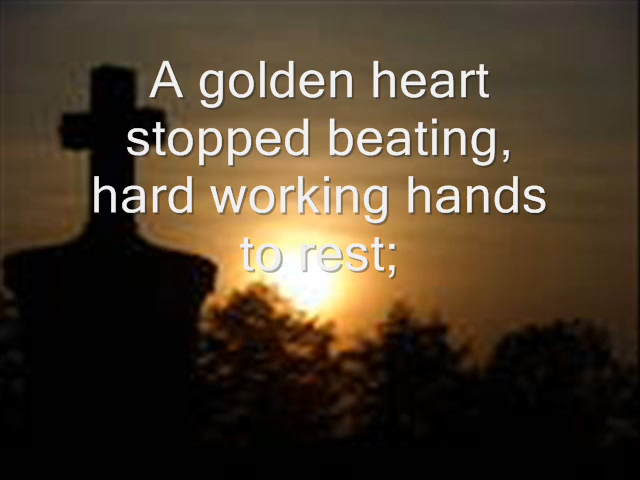 A golden heart
stopped beating,
hard working hands
to rest;